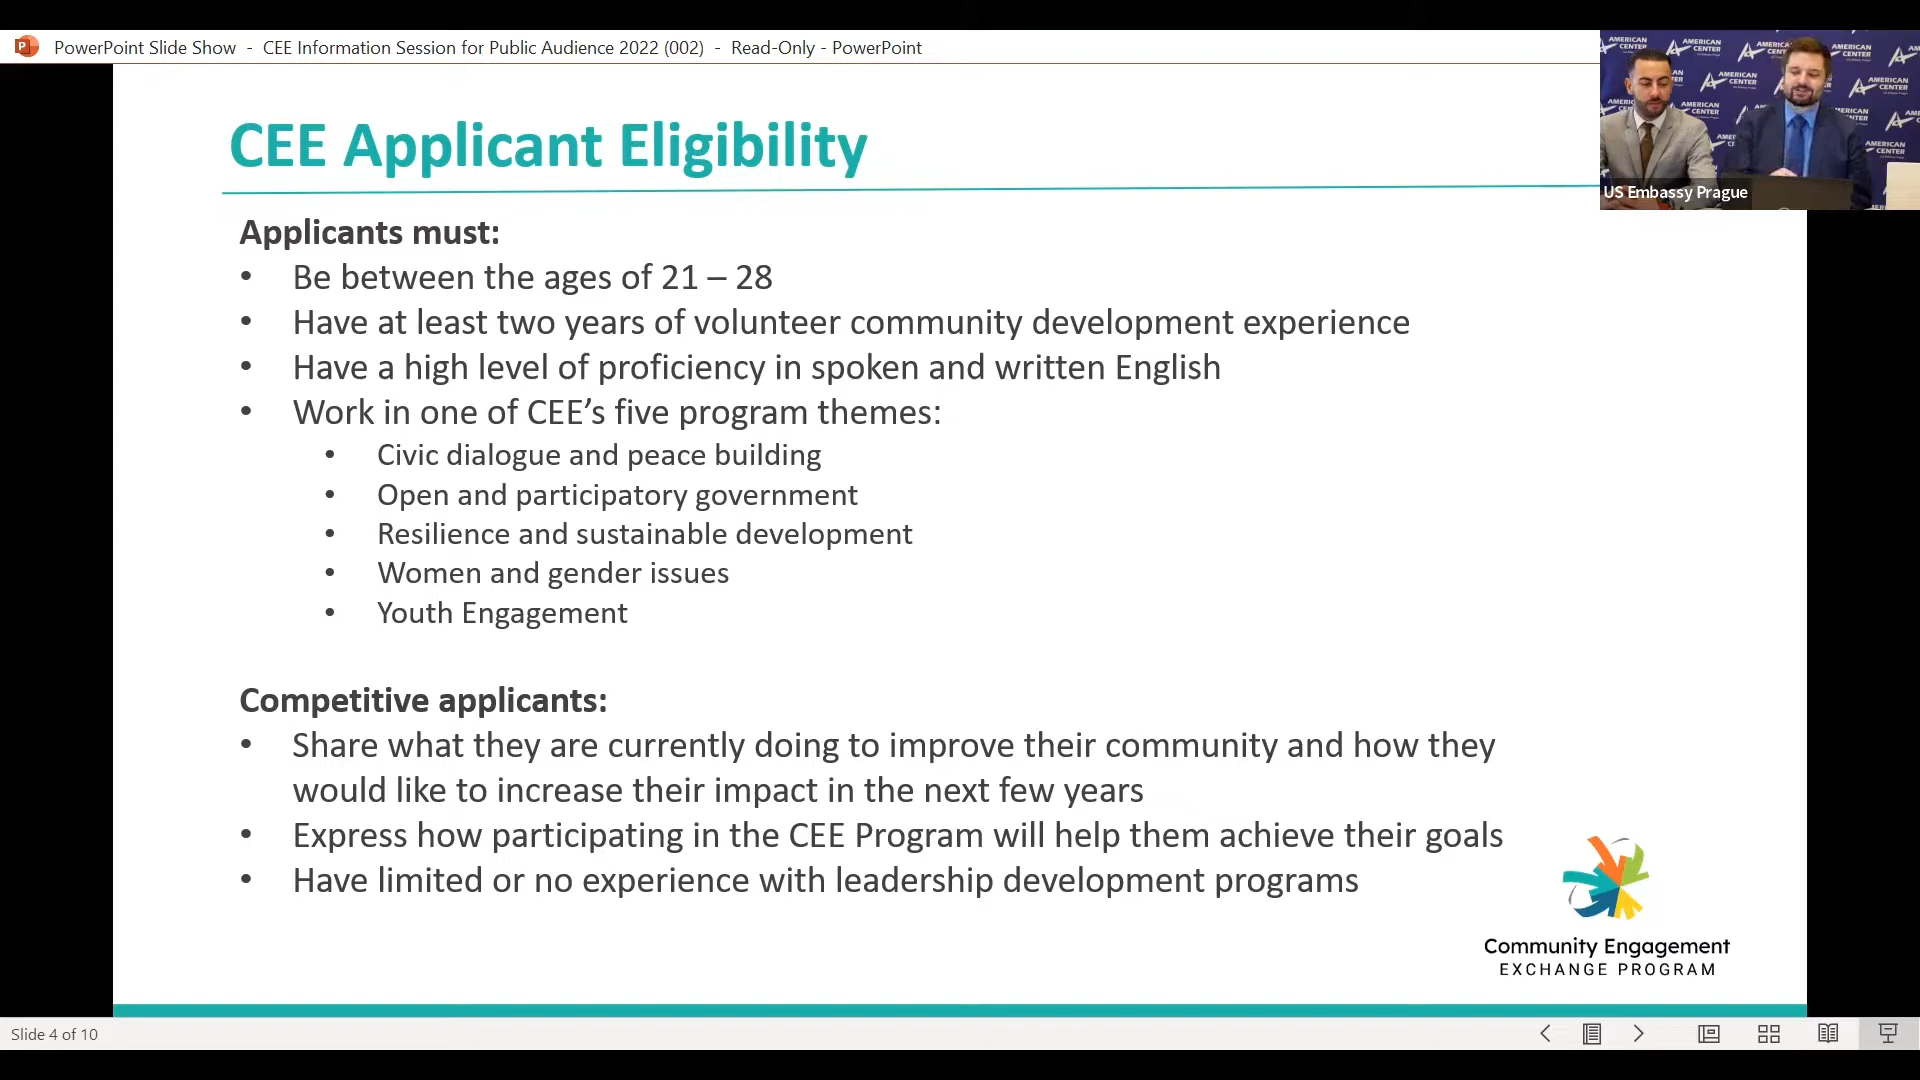 PowerPoint Slide Show - CEE Information Session for Public Audience 2022 (002) - Read-Only - PowerPoint
AMERICAN CENTER
US Embassy Prague
CEE Applicant Eligibility
Applicants must:
• Be between the ages of 21 – 28
• Have at least two years of volunteer community development experience
• Have a high level of proficiency in spoken and written English
• Work in one of CEE’s five program themes:
• Civic dialogue and peace building
• Open and participatory government
• Resilience and sustainable development
• Women and gender issues
• Youth Engagement
Competitive applicants:
• Share what they are currently doing to improve their community and how they
would like to increase their impact in the next few years
• Express how participating in the CEE Program will help them achieve their goals
• Have limited or no experience with leadership development programs
Community Engagement
EXCHANGE PROGRAM
Slide 4 of 10